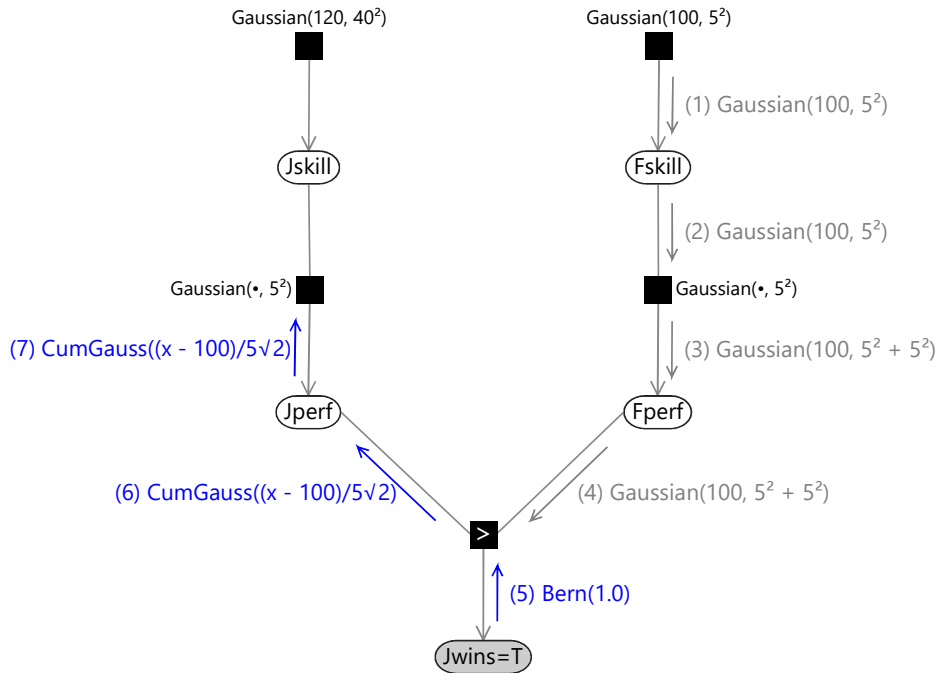 Gaussian(120, 40²)
Gaussian(100, 5²)
(1) Gaussian(100, 5²)
Jskill
Fskill
(2) Gaussian(100, 5²)
Gaussian(•, 5²)
Gaussian(•, 5²)
(7) CumGauss((x - 100)/5√2)
(3) Gaussian(100, 5² + 5²)
Jperf
Fperf
(6) CumGauss((x - 100)/5√2)
(4) Gaussian(100, 5² + 5²)
>
(5) Bern(1.0)
Jwins=T